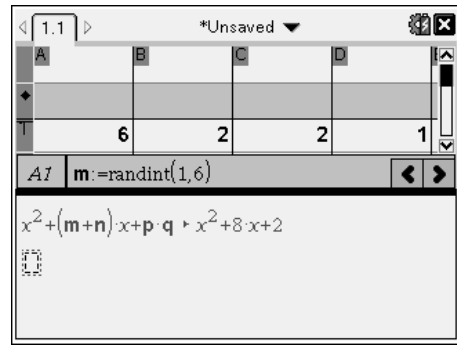 1.1 *Unsaved
A B C D
6 2 2 1
A1 m:=randint(1,6)
x²+(m+n)·x+p·q ▸ x²+8·x+2